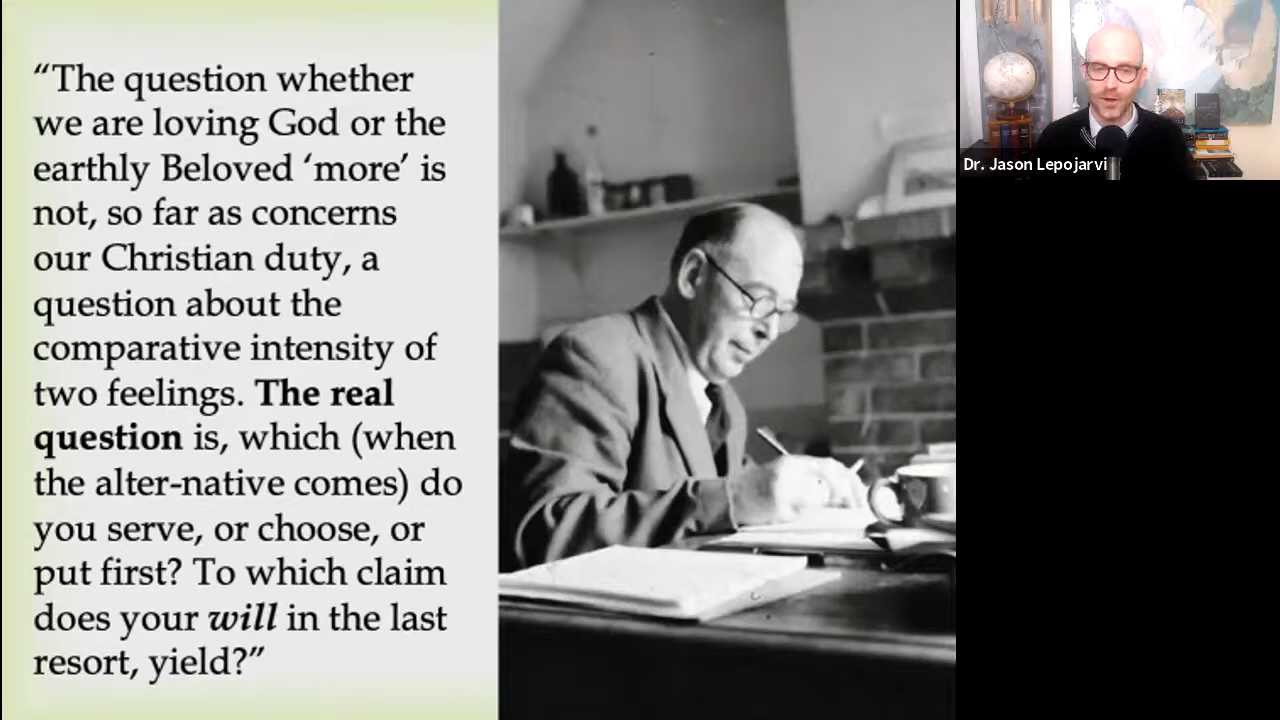 “The question whether
we are loving God or the
earthly Beloved ‘more’ is
not, so far as concerns
our Christian duty, a
question about the
comparative intensity of
two feelings. The real
question is, which (when
the alter-native comes) do
you serve, or choose, or
put first? To which claim
does your will in the last
resort, yield?”
Dr. Jason Lepojarvi